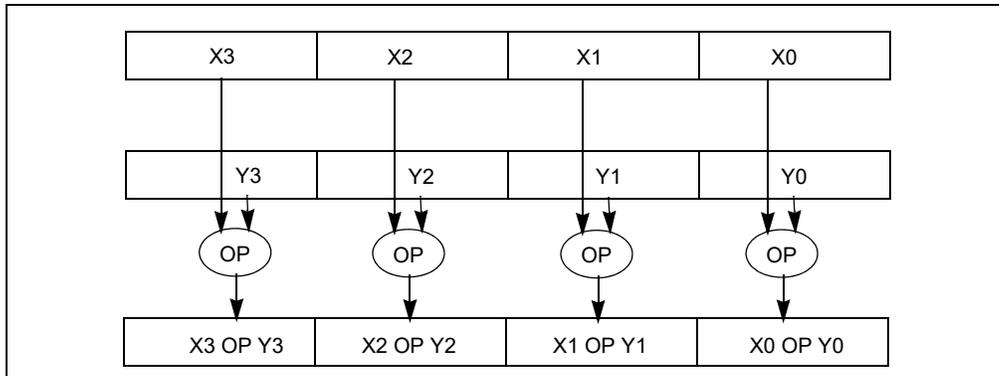 X3 X2 X1 X0
Y3 Y2 Y1 Y0
OP OP OP OP
X3 OP Y3 X2 OP Y2 X1 OP Y1 X0 OP Y0